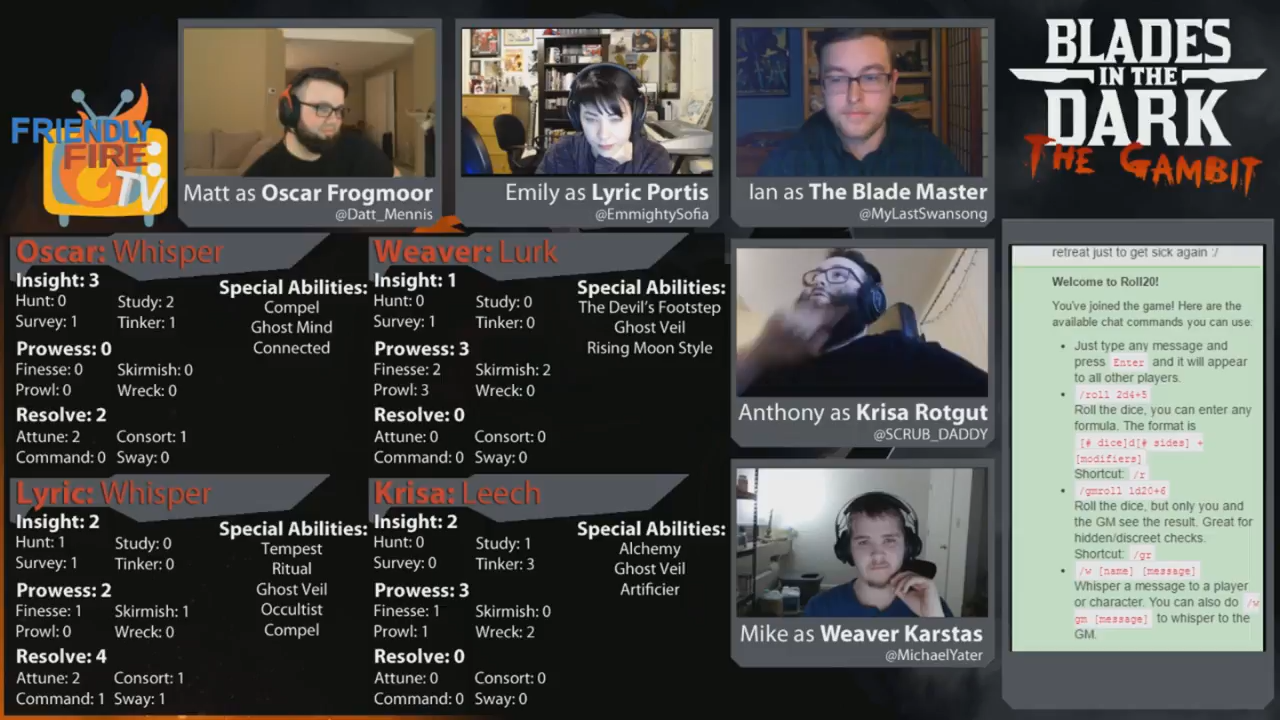 FRIENDLY
FIRE
TV
Matt as Oscar Frogmoor
@Datt_Mennis
Emily as Lyric Portis
@EmmightySofia
Ian as The Blade Master
@MyLastSwansong
BLADES
IN THE
DARK
THE GAMBIT
Oscar: Whisper
Insight: 3
Hunt: 0 Study: 2
Survey: 1 Tinker: 1
Prowess: 0
Finesse: 0 Skirmish: 0
Prowl: 0 Wreck: 0
Resolve: 2
Attune: 2 Consort: 1
Command: 0 Sway: 0
Special Abilities:
Compel
Ghost Mind
Connected
Weaver: Lurk
Insight: 1
Hunt: 0 Study: 0
Survey: 1 Tinker: 0
Prowess: 3
Finesse: 2 Skirmish: 2
Prowl: 3 Wreck: 0
Resolve: 0
Attune: 0 Consort: 0
Command: 0 Sway: 0
Special Abilities:
The Devil's Footstep
Ghost Veil
Rising Moon Style
Lyric: Whisper
Insight: 2
Hunt: 1 Study: 0
Survey: 1 Tinker: 0
Prowess: 2
Finesse: 1 Skirmish: 1
Prowl: 0 Wreck: 0
Resolve: 4
Attune: 2 Consort: 1
Command: 1 Sway: 1
Special Abilities:
Tempest
Ritual
Ghost Veil
Occultist
Compel
Krisa: Leech
Insight: 2
Hunt: 0 Study: 1
Survey: 0 Tinker: 3
Prowess: 3
Finesse: 1 Skirmish: 0
Prowl: 1 Wreck: 2
Resolve: 0
Attune: 0 Consort: 0
Command: 0 Sway: 0
Special Abilities:
Alchemy
Ghost Veil
Artificier
Anthony as Krisa Rotgut
@SCRUB_DADDY
Mike as Weaver Karstas
@MichaelYater
retreat just to get sick again :/
Welcome to Roll20!
You've joined the game! Here are the
available chat commands you can use:
• Just type any message and
press Enter and it will appear
to all other players.
• /roll 2d4+5
Roll the dice, you can enter any
formula. The format is
[# dice]d[# sides] +
[modifiers]
Shortcut: /r
• /gmroll 1d20+6
Roll the dice, but only you and
the GM see the result. Great for
hidden/discreet checks.
Shortcut: /gr
• /w [name] [message]
Whisper a message to a player
or character. You can also do /w
gm [message] to whisper to the
GM.